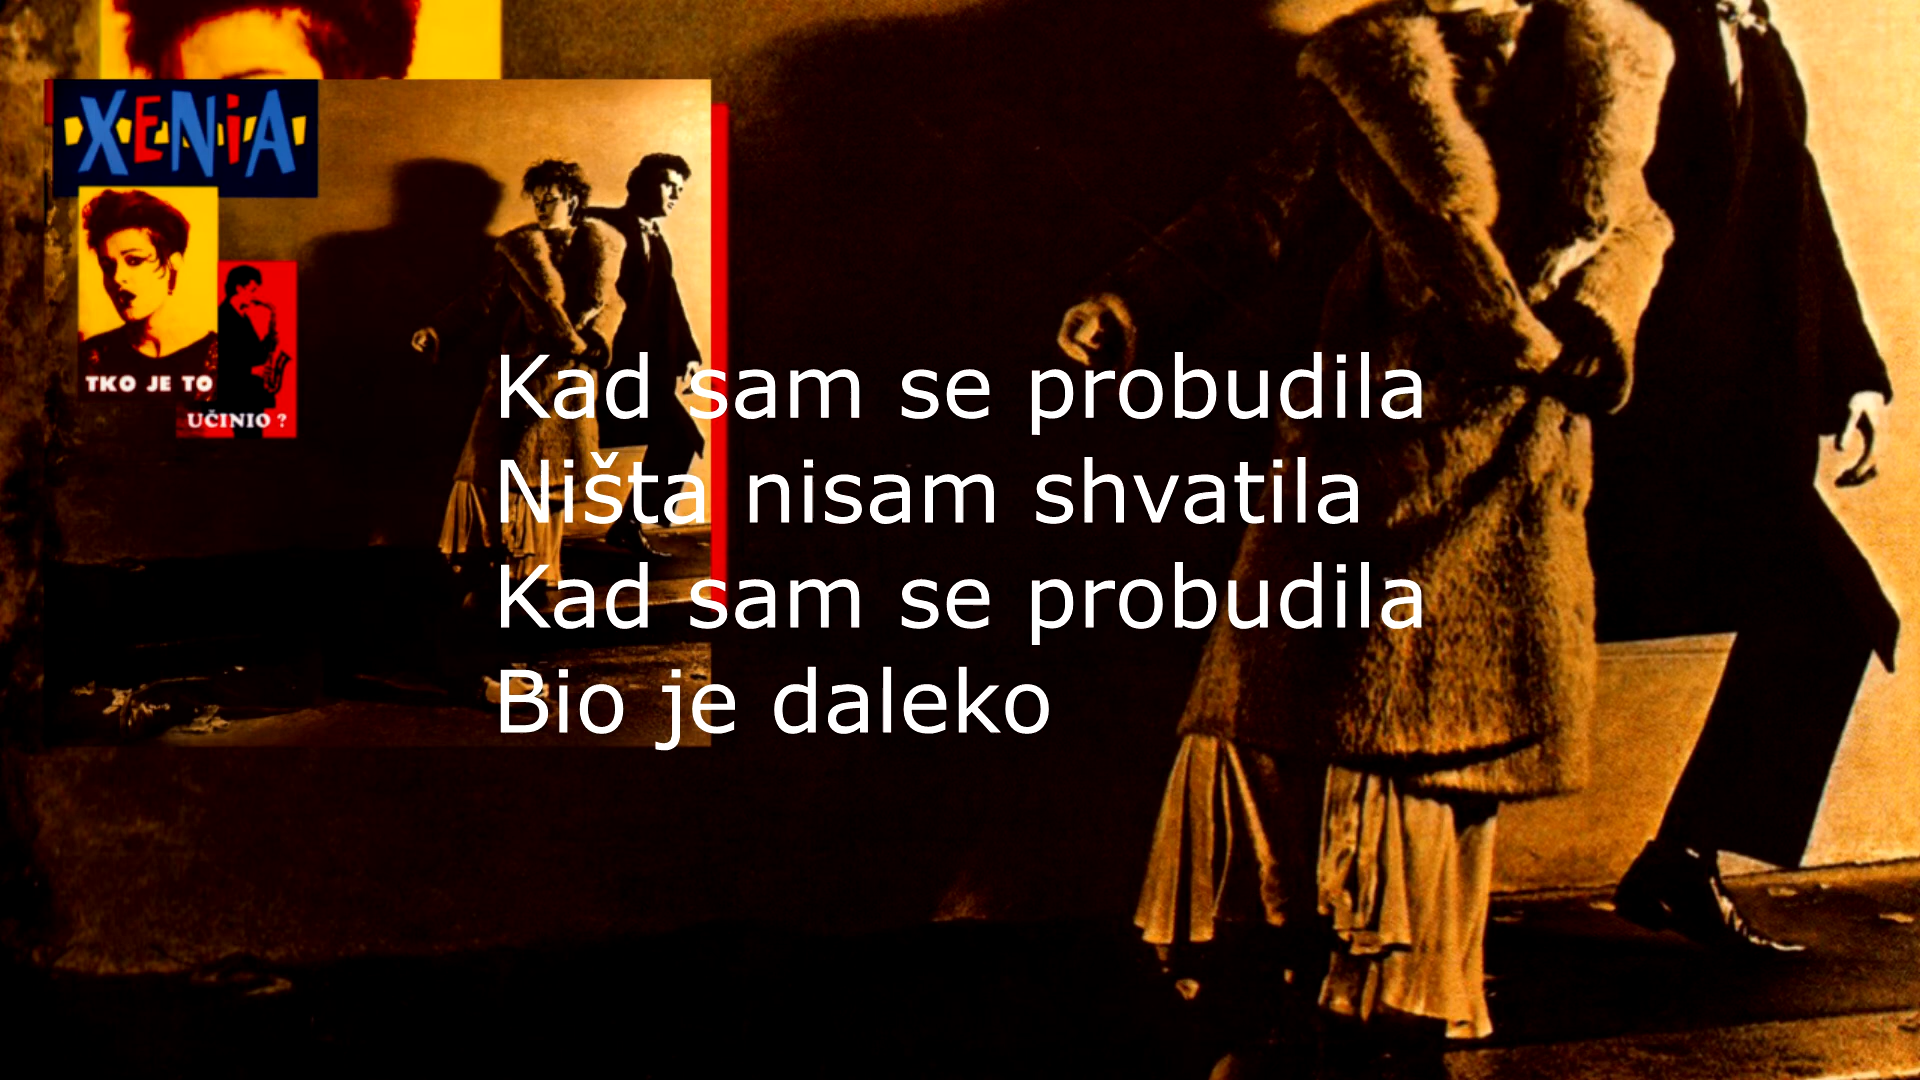 XENiA
TKO JE TO
UČINIO ?
Kad sam se probudila
Ništa nisam shvatila
Kad sam se probudila
Bio je daleko